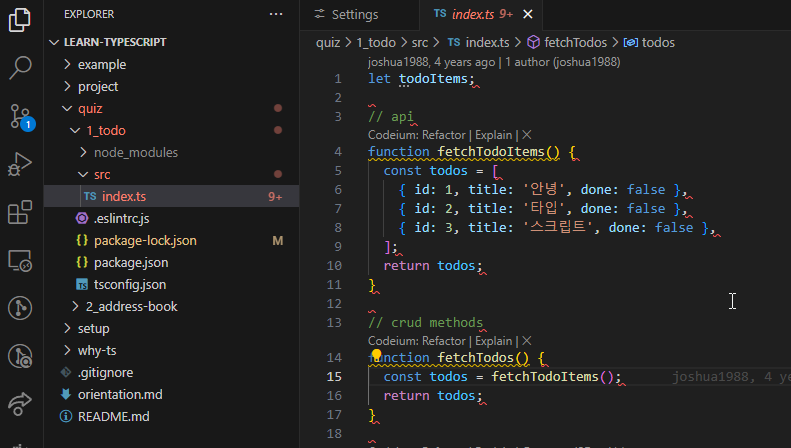 EXPLORER
LEARN-TYPESCRIPT
example
project
quiz
1_todo
node_modules
src
TS index.ts 9+
.eslintrc.js
{} package-lock.json M
{} package.json
TS tsconfig.json
2_address-book
setup
why-ts
.gitignore
orientation.md
README.md
1
Settings
TS index.ts 9+
quiz > 1_todo > src > TS index.ts > fetchTodos > todos
joshua1988, 4 years ago | 1 author (joshua1988)
1 let todoItems;
2
3 // api
Codeium: Refactor | Explain | ×
4 function fetchTodoItems() {
5 const todos = [
6 { id: 1, title: '안녕', done: false },
7 { id: 2, title: '타입', done: false },
8 { id: 3, title: '스크립트', done: false },
9 ];
10 return todos;
11 }
12
13 // crud methods
Codeium: Refactor | Explain | ×
14 function fetchTodos() {
15 const todos = fetchTodoItems(); joshua1988, 4 ye
16 return todos;
17 }
18